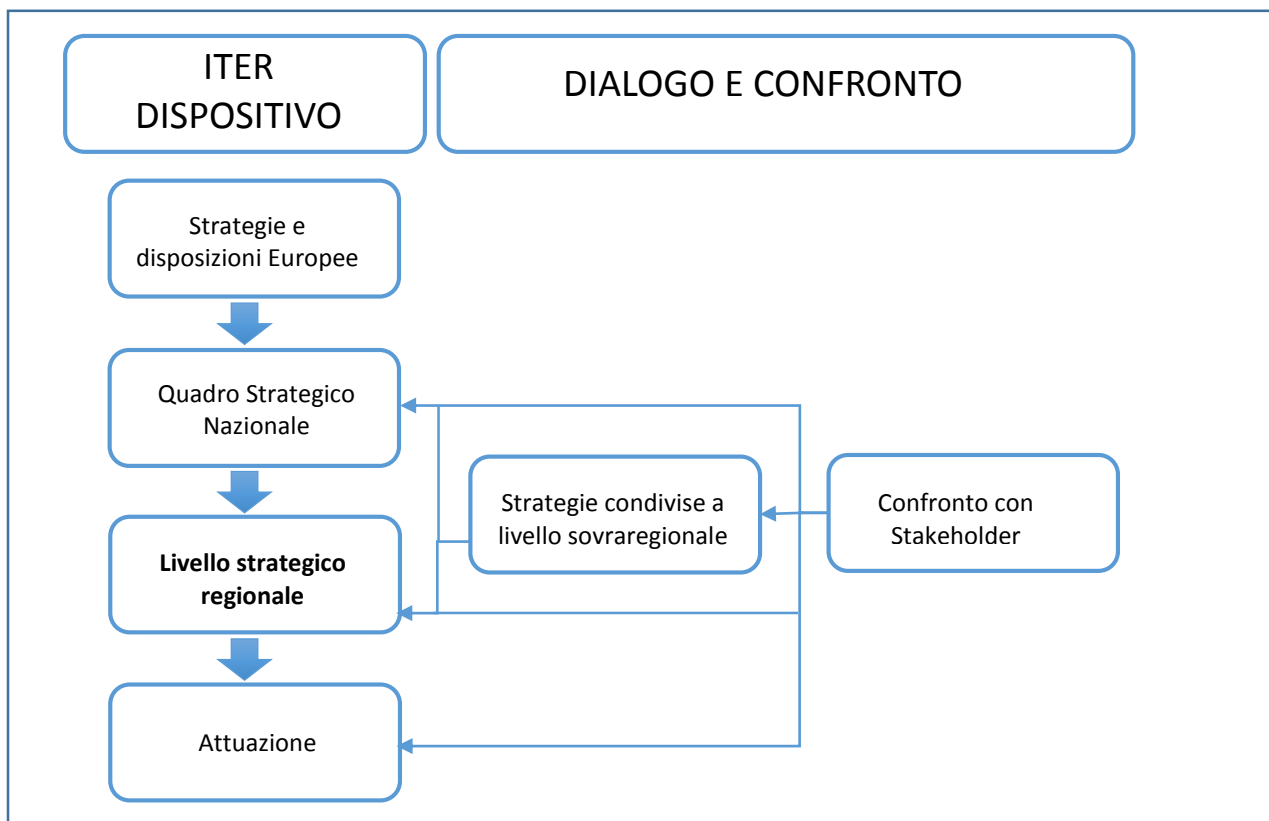 ITER
DISPOSITIVO
DIALOGO E CONFRONTO
Strategie e
disposizioni Europee
Quadro Strategico
Nazionale
Strategie condivise a
livello sovraregionale
Confronto con
Stakeholder
Livello strategico
regionale
Attuazione